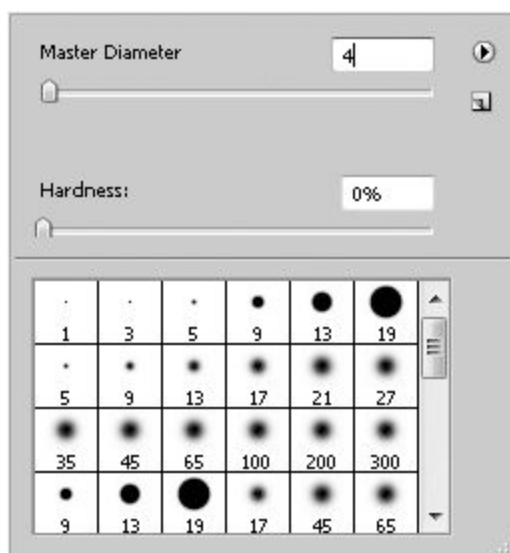 Master Diameter 4
Hardness: 0%
1 3 5 9 13 19
5 9 13 17 21 27
35 45 65 100 200 300
9 13 19 17 45 65